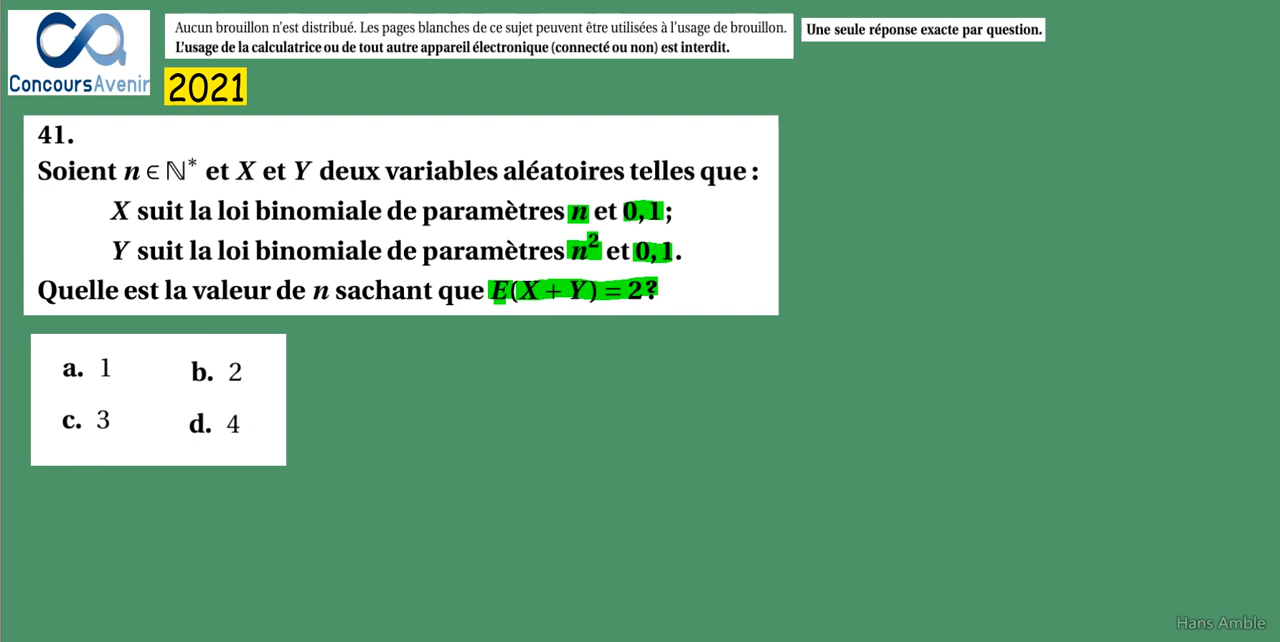 ConcoursAvenir
Aucun brouillon n'est distribué. Les pages blanches de ce sujet peuvent être utilisées à l'usage de brouillon.
L'usage de la calculatrice ou de tout autre appareil électronique (connecté ou non) est interdit.
Une seule réponse exacte par question.
2021
41.
Soient n ∈ ℕ* et X et Y deux variables aléatoires telles que :
X suit la loi binomiale de paramètres n et 0,1;
Y suit la loi binomiale de paramètres n² et 0,1.
Quelle est la valeur de n sachant que E(X + Y) = 2?
a. 1 b. 2
c. 3 d. 4
Hans Amble